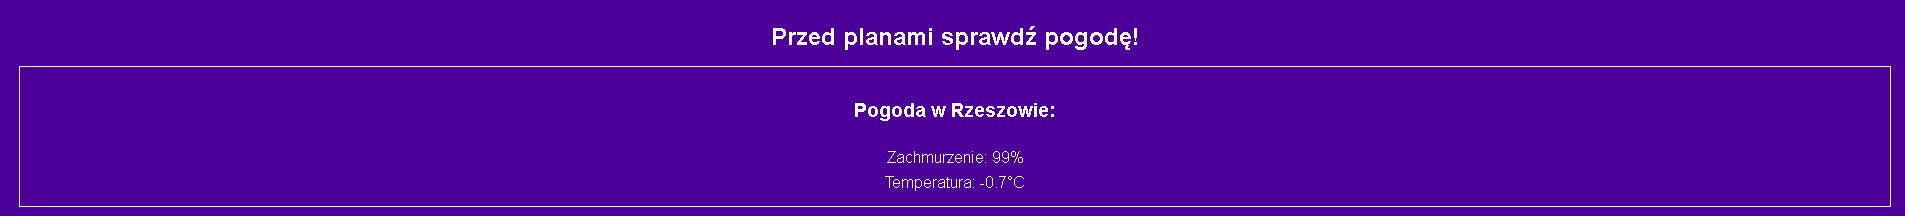 Przed planami sprawdź pogodę!
Pogoda w Rzeszowie:
Zachmurzenie: 99%
Temperatura: -0.7°C